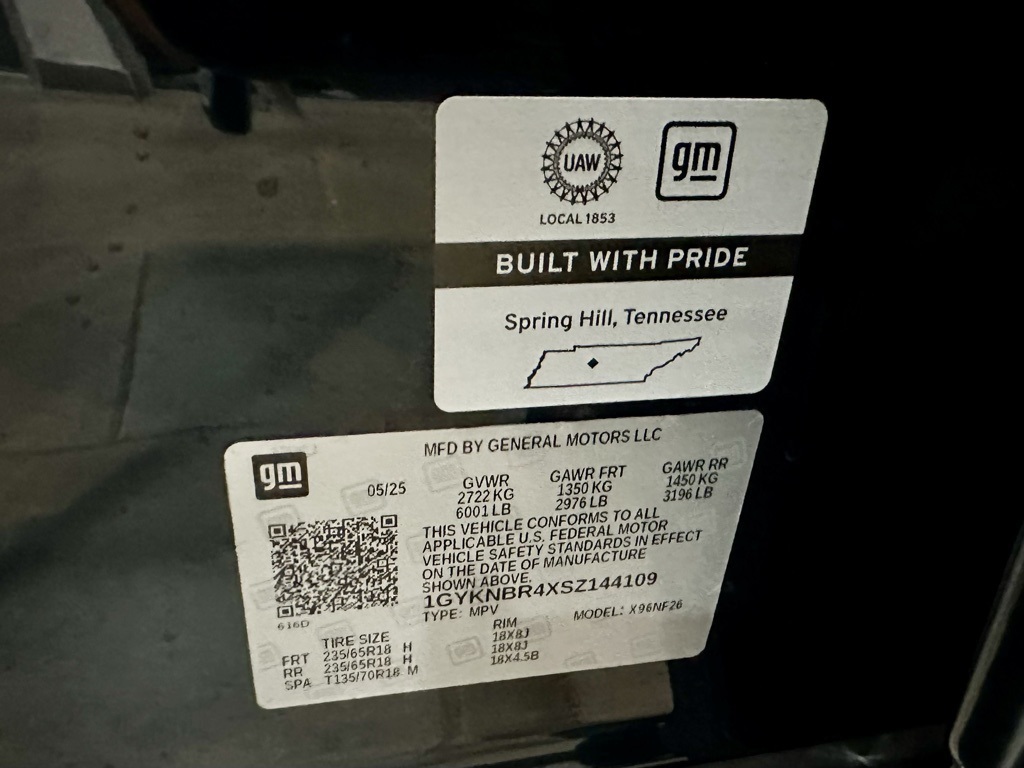 UAW
gm
LOCAL 1853
BUILT WITH PRIDE
Spring Hill, Tennessee
gm
MFD BY GENERAL MOTORS LLC
05/25
GVWR GAWR FRT GAWR RR
2722 KG 1350 KG 1450 KG
6001 LB 2976 LB 3196 LB
THIS VEHICLE CONFORMS TO ALL
APPLICABLE U.S. FEDERAL MOTOR
VEHICLE SAFETY STANDARDS IN EFFECT
ON THE DATE OF MANUFACTURE
SHOWN ABOVE.
1GYKNBR4XSZ144109
TYPE: MPV MODEL: X96NF26
616D
TIRE SIZE RIM
FRT 235/65R18 H 18X8J
RR 235/65R18 H 18X8J
SPA T135/70R18 M 18X4.5B